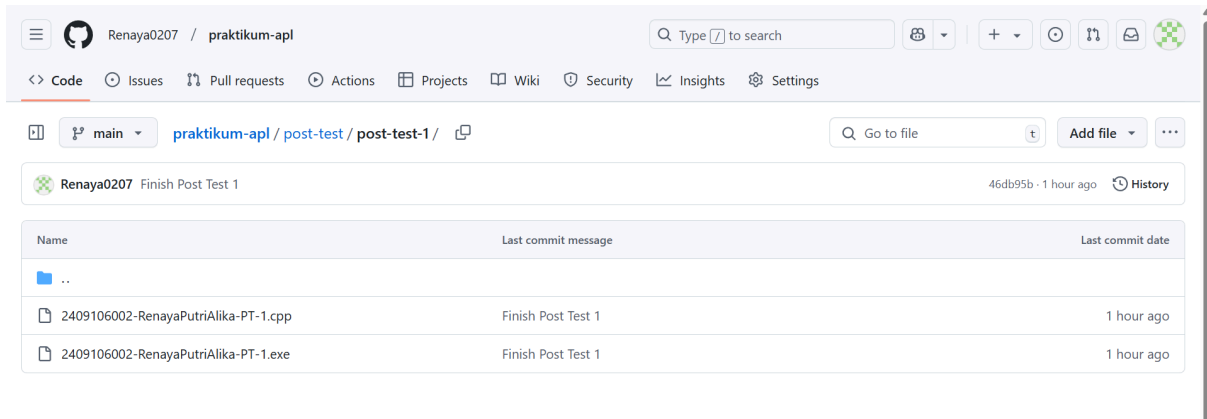 Renaya0207 / praktikum-apl Type / to search
Code Issues Pull requests Actions Projects Wiki Security Insights Settings
main praktikum-apl / post-test / post-test-1 / Go to file t Add file
Renaya0207 Finish Post Test 1 46db95b · 1 hour ago History
Name Last commit message Last commit date
..
2409106002-RenayaPutriAlika-PT-1.cpp Finish Post Test 1 1 hour ago
2409106002-RenayaPutriAlika-PT-1.exe Finish Post Test 1 1 hour ago